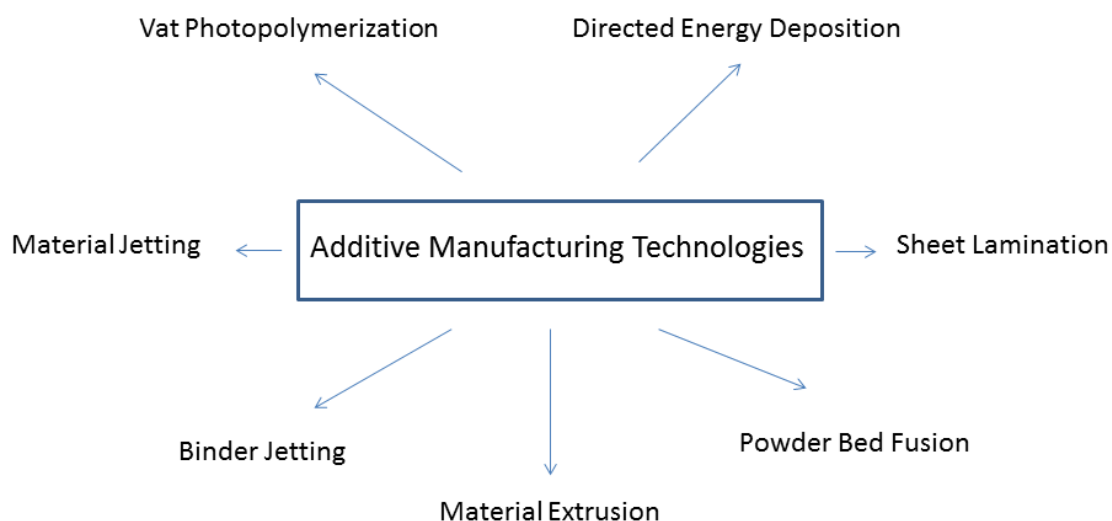 Vat Photopolymerization
Directed Energy Deposition
Material Jetting
Additive Manufacturing Technologies
Sheet Lamination
Binder Jetting
Powder Bed Fusion
Material Extrusion